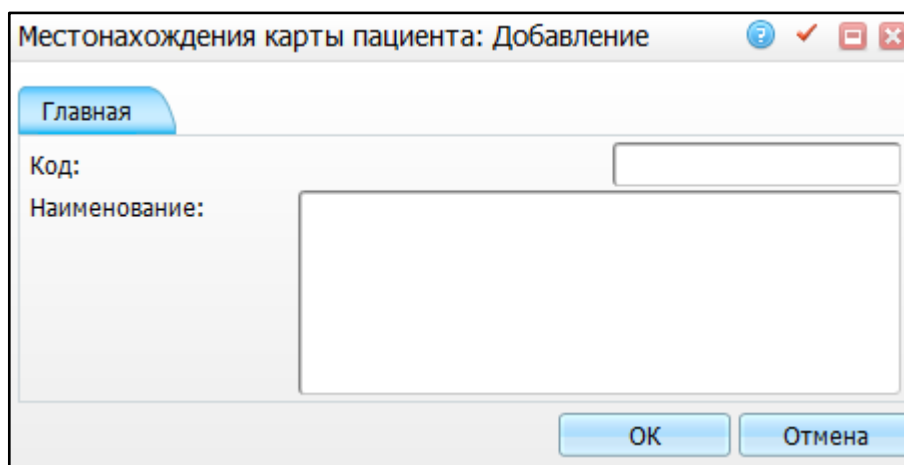 Местонахождения карты пациента: Добавление
Главная
Код:
Наименование:
ОК Отмена